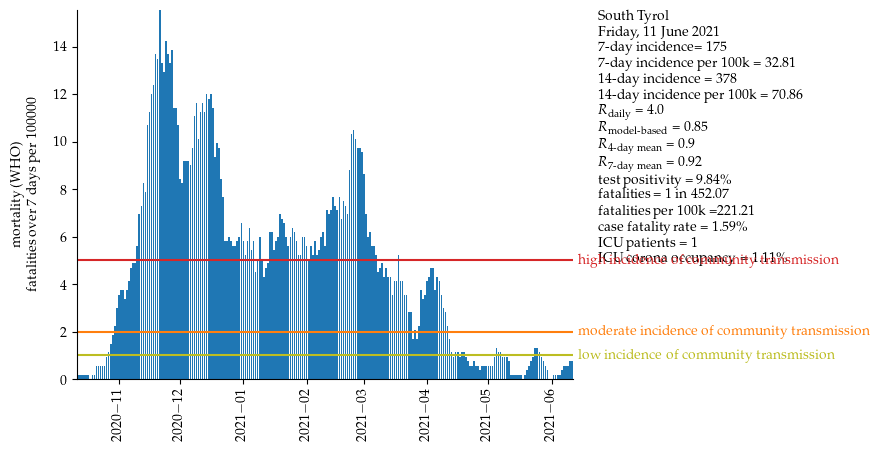 South Tyrol
Friday, 11 June 2021
7-day incidence= 175
7-day incidence per 100k = 32.81
14-day incidence = 378
14-day incidence per 100k = 70.86
R_daily = 4.0
R_model-based = 0.85
R_4-day mean = 0.9
R_7-day mean = 0.92
test positivity = 9.84%
fatalities = 1 in 452.07
fatalities per 100k =221.21
case fatality rate = 1.59%
ICU patients = 1
ICU corona occupancy = 1.11%
high incidence of community transmission
moderate incidence of community transmission
low incidence of community transmission
mortality (WHO)
fatalities over 7 days per 100000
14
12
10
8
6
4
2
0
2020−11
2020−12
2021−01
2021−02
2021−03
2021−04
2021−05
2021−06